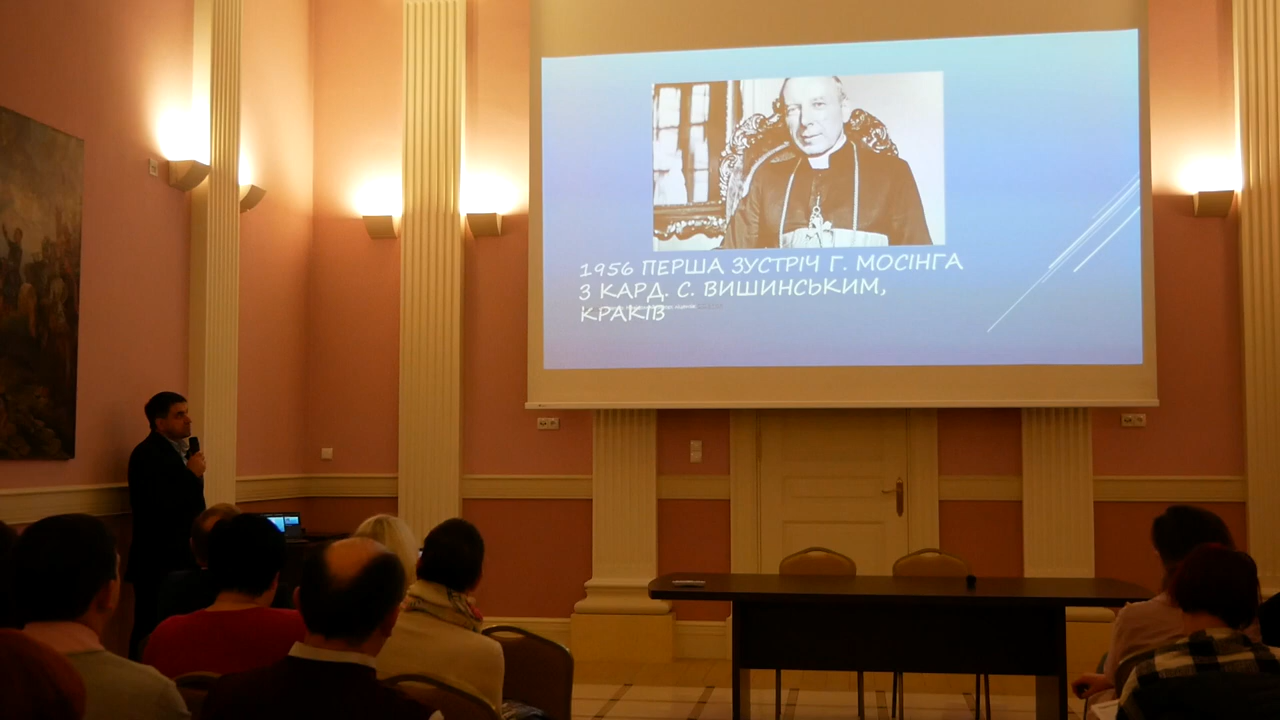 1956 ПЕРША ЗУСТРІЧ Г. МОСІНГА
З КАРД. С. ВИШИНСЬКИМ,
КРАКІВ